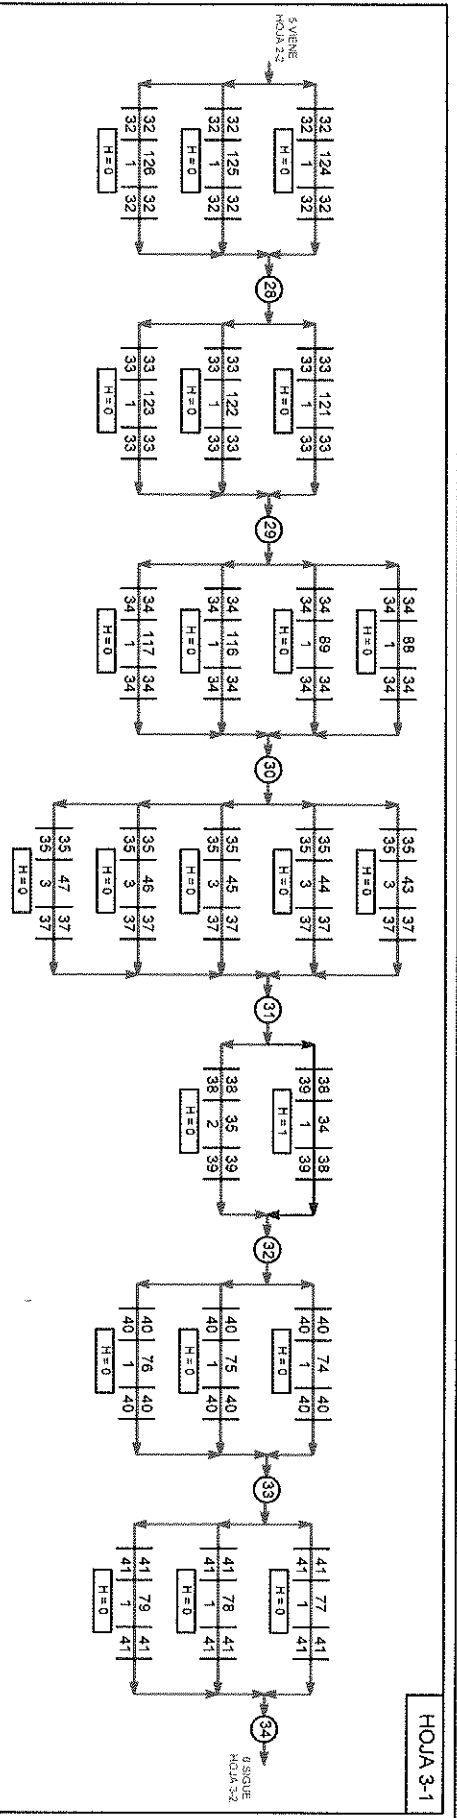 HOJA 3-1
5 VIENE
HOJA 2-2
32 124 32
32 1 32
H = 0
32 125 32
32 1 32
H = 0
32 126 32
32 1 32
H = 0
28
33 121 33
33 1 33
H = 0
33 122 33
33 1 33
H = 0
33 123 33
33 1 33
H = 0
29
34 88 34
34 1 34
H = 0
34 89 34
34 1 34
H = 0
34 116 34
34 1 34
H = 0
34 117 34
34 1 34
H = 0
30
35 43 37
35 3 37
H = 0
35 44 37
35 3 37
H = 0
35 45 37
35 3 37
H = 0
35 46 37
35 3 37
H = 0
35 47 37
35 3 37
H = 0
31
38 34 38
39 1 39
H = 1
38 35 39
38 2 39
H = 0
32
40 74 40
40 1 40
H = 0
40 75 40
40 1 40
H = 0
40 76 40
40 1 40
H = 0
33
41 77 41
41 1 41
H = 0
41 78 41
41 1 41
H = 0
41 79 41
41 1 41
H = 0
34
6 SIGUE
HOJA 3-2